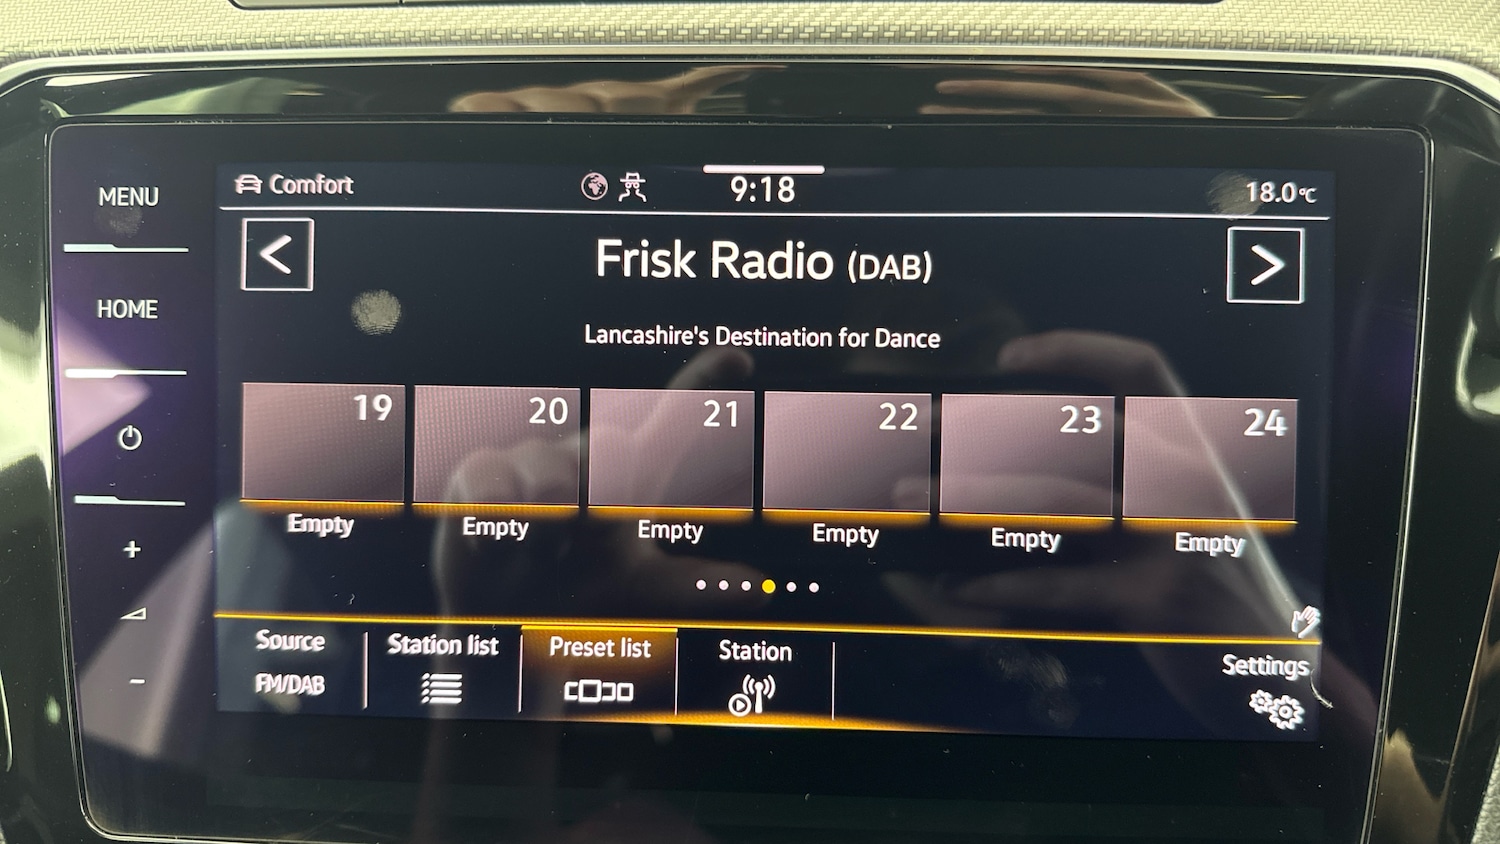 MENU
HOME
Comfort
9:18
18.0°C
Frisk Radio (DAB)
Lancashire's Destination for Dance
19 20 21 22 23 24
Empty Empty Empty Empty Empty Empty
Source Station list Preset list Station Settings
FM/DAB